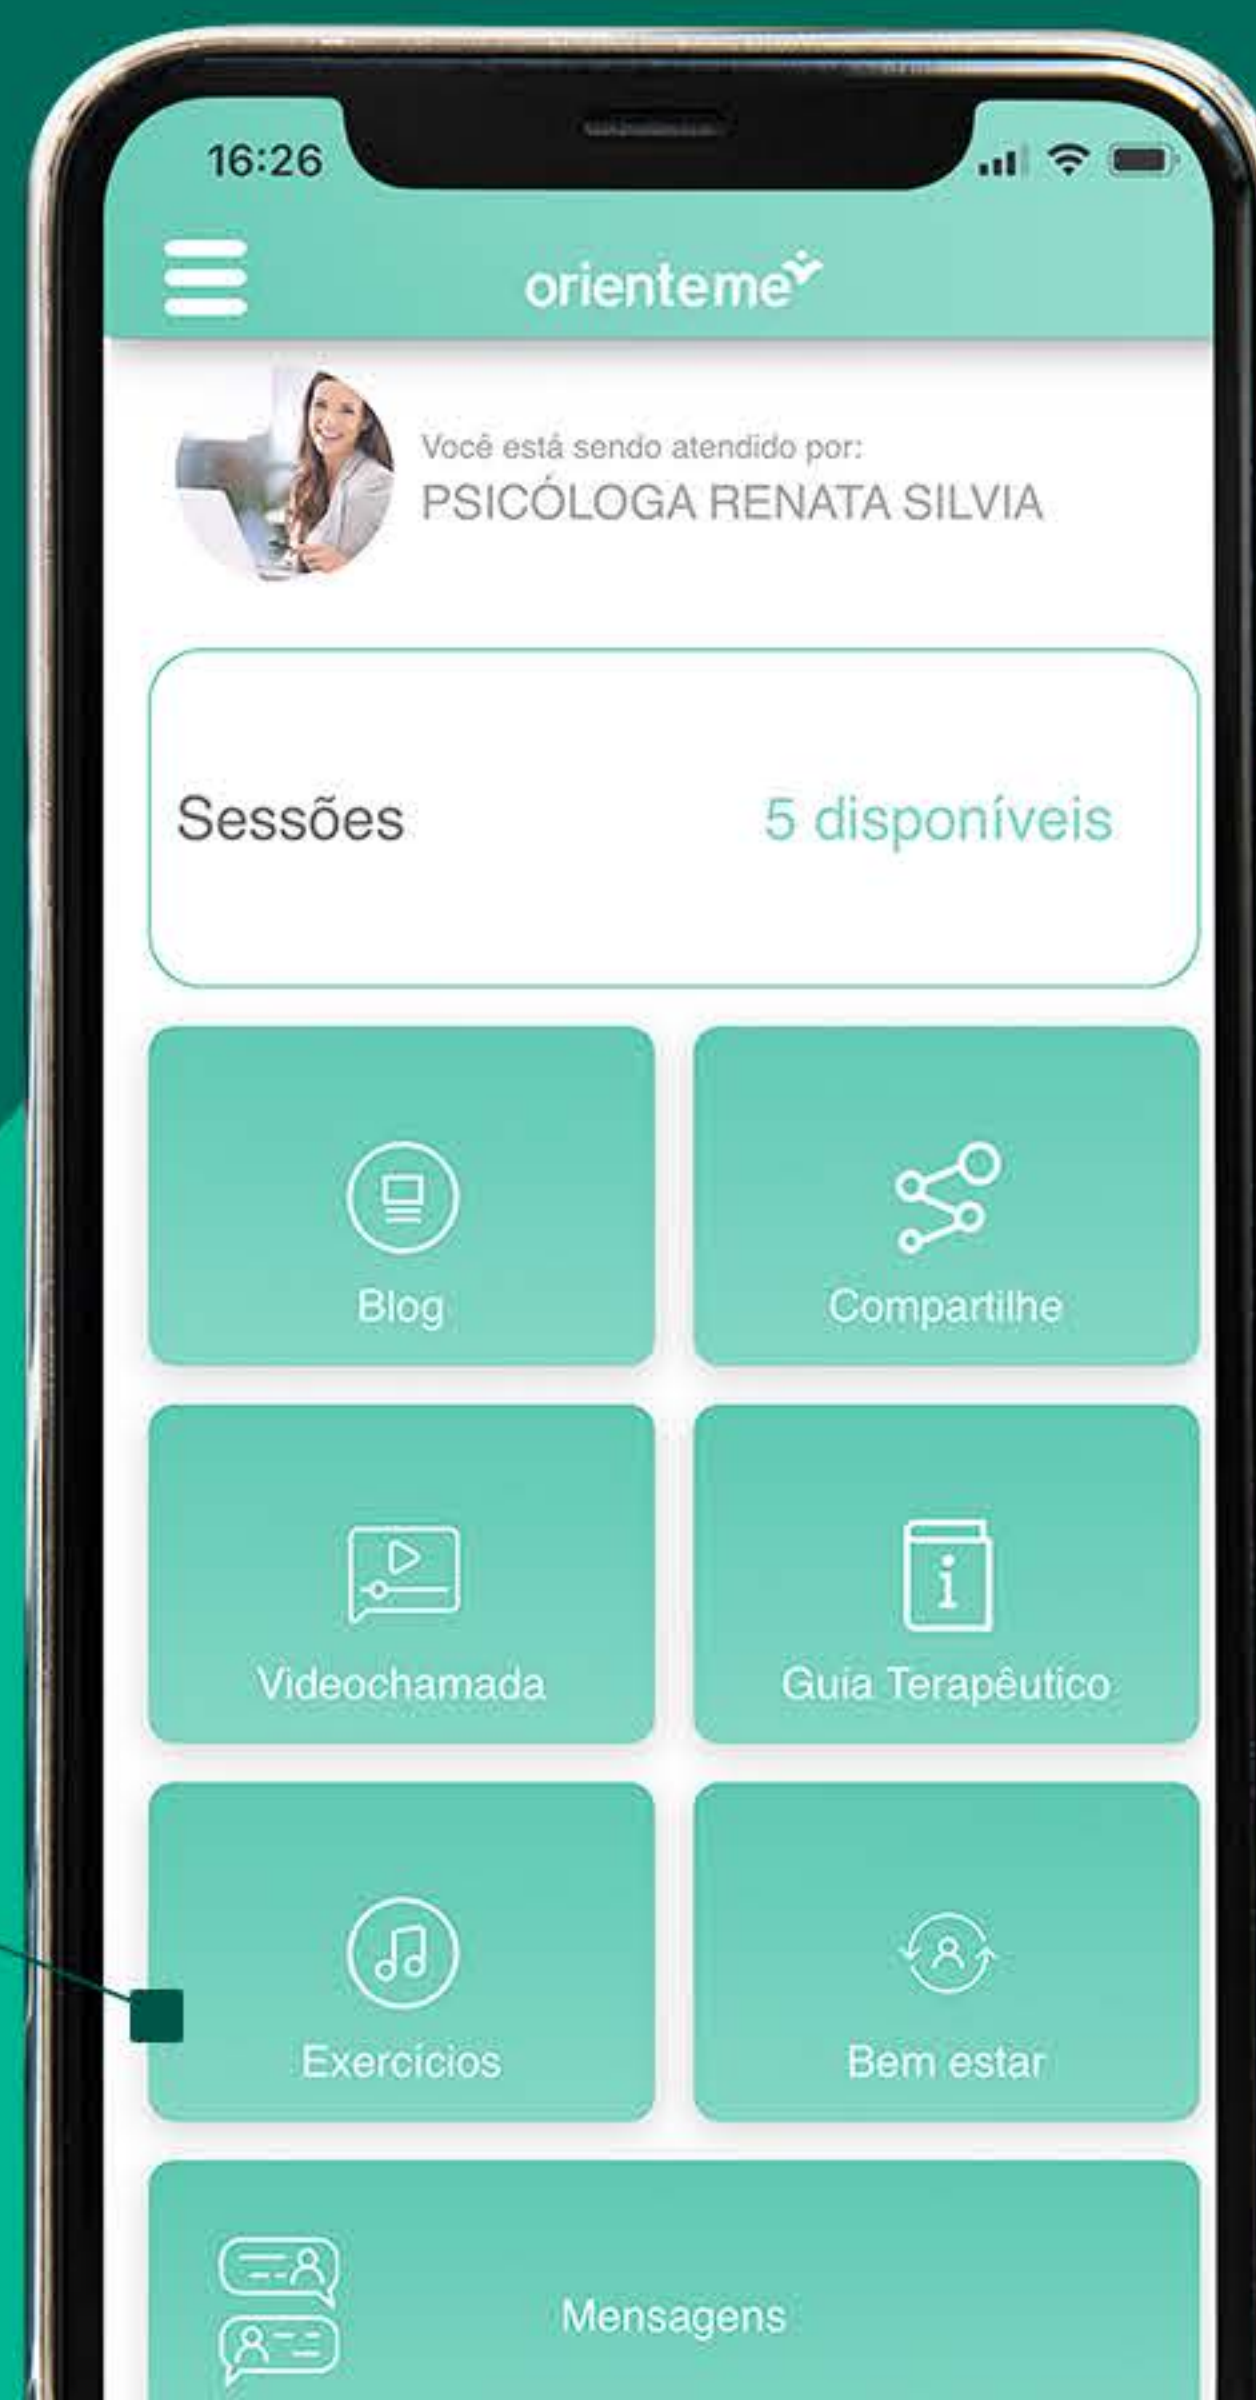 16:26
orienteme
Você está sendo atendido por:
PSICÓLOGA RENATA SILVIA
Sessões 5 disponíveis
Blog Compartilhe
Videochamada Guia Terapêutico
Exercícios Bem estar
Mensagens